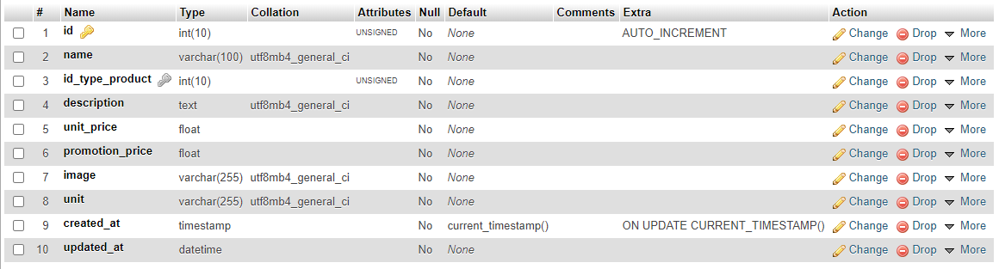 # Name Type Collation Attributes Null Default Comments Extra Action
1 id int(10) UNSIGNED No None AUTO_INCREMENT Change Drop More
2 name varchar(100) utf8mb4_general_ci No None Change Drop More
3 id_type_product int(10) UNSIGNED No None Change Drop More
4 description text utf8mb4_general_ci No None Change Drop More
5 unit_price float No None Change Drop More
6 promotion_price float No None Change Drop More
7 image varchar(255) utf8mb4_general_ci No None Change Drop More
8 unit varchar(255) utf8mb4_general_ci No None Change Drop More
9 created_at timestamp No current_timestamp() ON UPDATE CURRENT_TIMESTAMP() Change Drop More
10 updated_at datetime No None Change Drop More